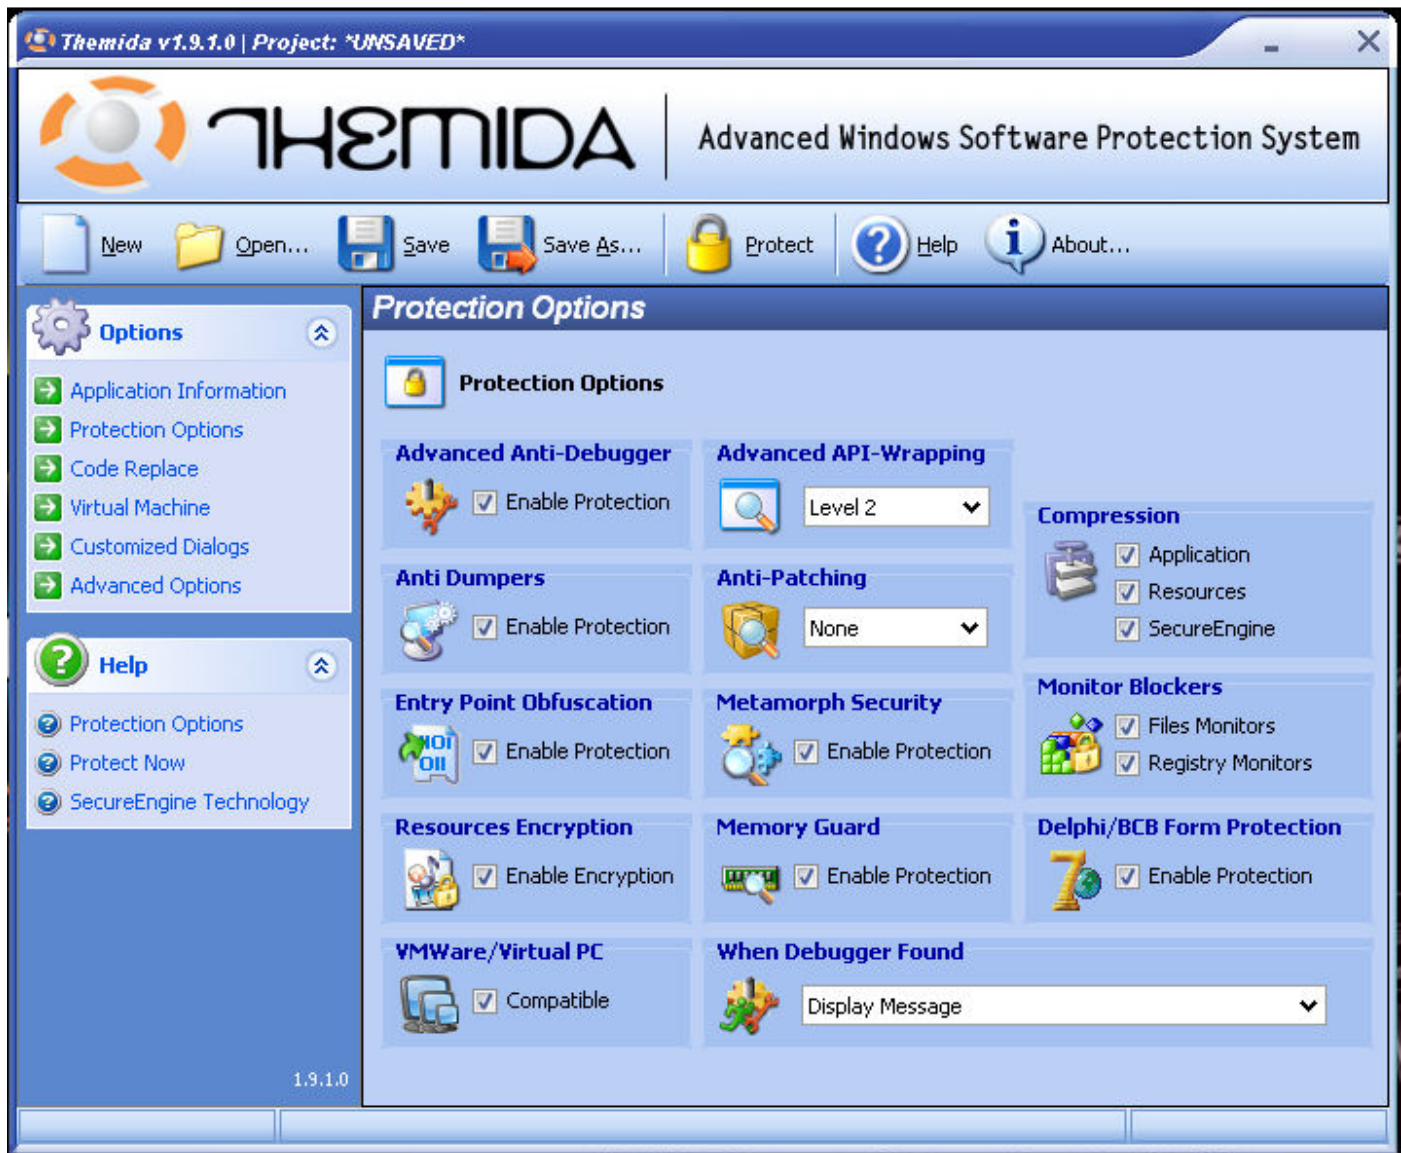 Themida v1.9.1.0 | Project: *UNSAVED*
THEMIDA
Advanced Windows Software Protection System
New
Open...
Save
Save As...
Protect
Help
About...
Options
Application Information
Protection Options
Code Replace
Virtual Machine
Customized Dialogs
Advanced Options
Help
Protection Options
Protect Now
SecureEngine Technology
1.9.1.0
Protection Options
Protection Options
Advanced Anti-Debugger
Enable Protection
Advanced API-Wrapping
Level 2
Anti Dumpers
Enable Protection
Anti-Patching
None
Compression
Application
Resources
SecureEngine
Entry Point Obfuscation
Enable Protection
Metamorph Security
Enable Protection
Monitor Blockers
Files Monitors
Registry Monitors
Resources Encryption
Enable Encryption
Memory Guard
Enable Protection
Delphi/BCB Form Protection
Enable Protection
VMWare/Virtual PC
Compatible
When Debugger Found
Display Message